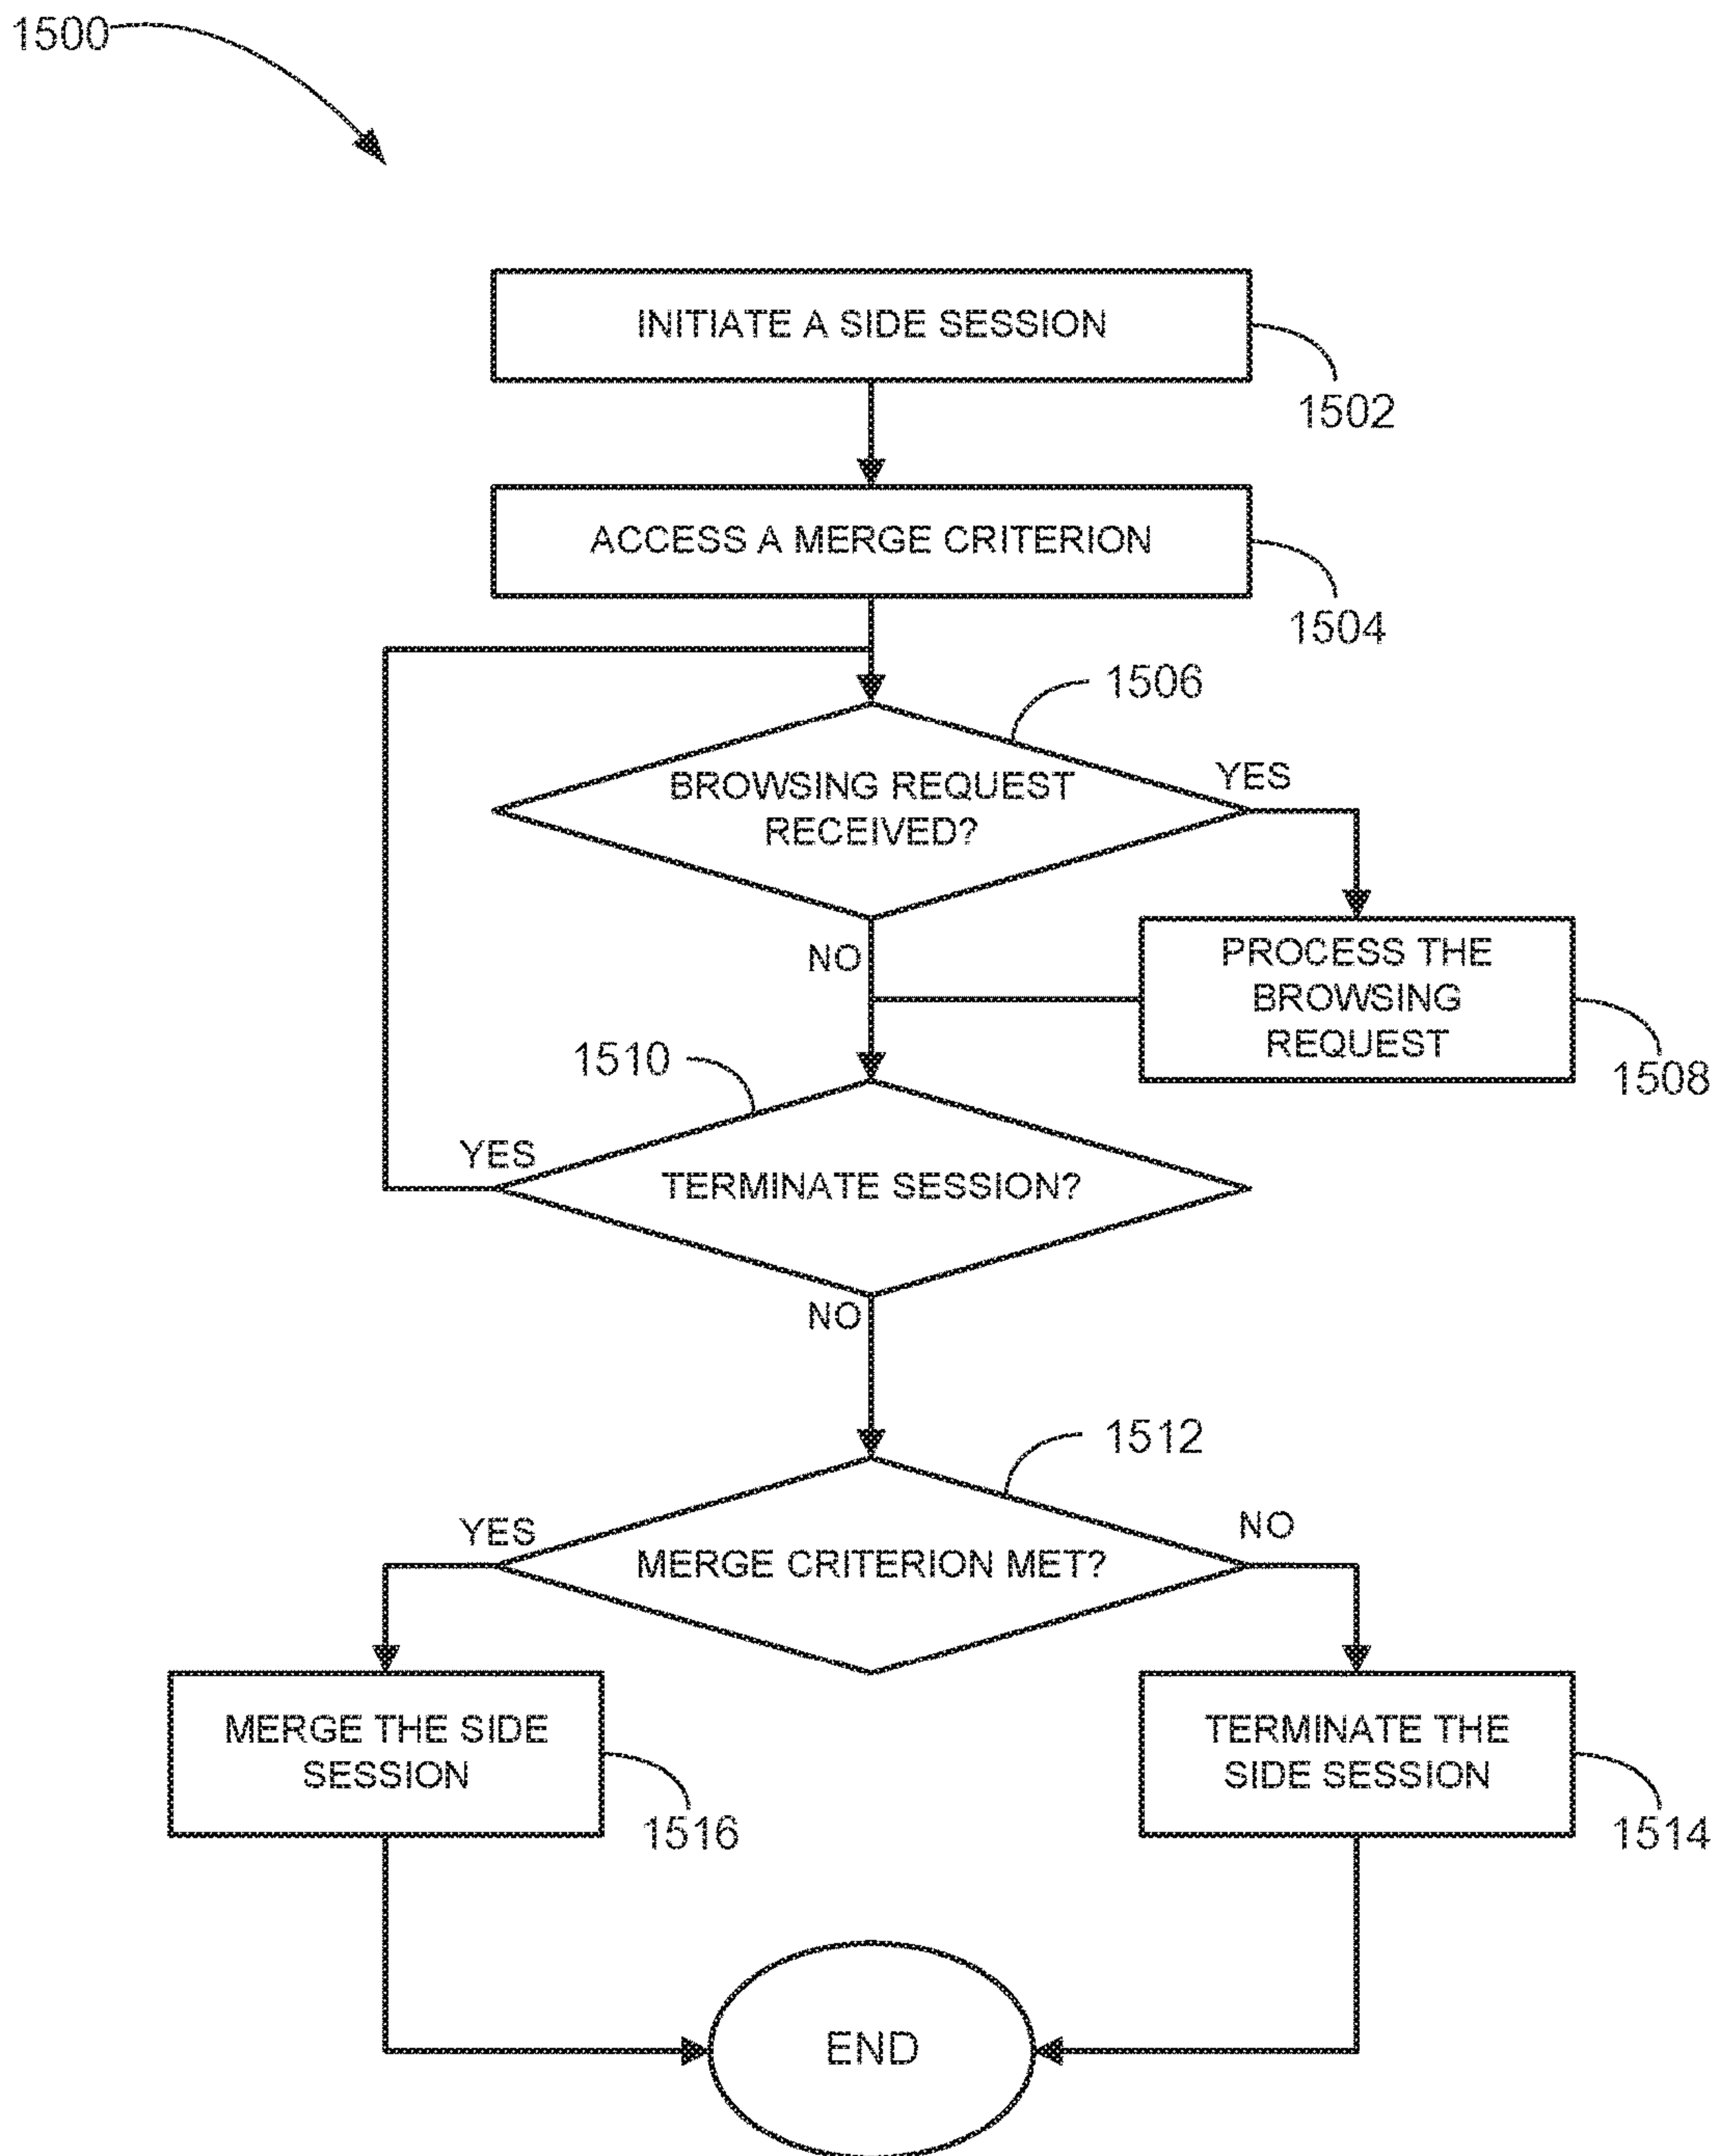 1500
INITIATE A SIDE SESSION
1502
ACCESS A MERGE CRITERION
1504
1506
BROWSING REQUEST
RECEIVED?
YES
NO
PROCESS THE
BROWSING
REQUEST
1508
1510
YES
TERMINATE SESSION?
NO
1512
YES
MERGE CRITERION MET?
NO
MERGE THE SIDE
SESSION
1516
TERMINATE THE
SIDE SESSION
1514
END